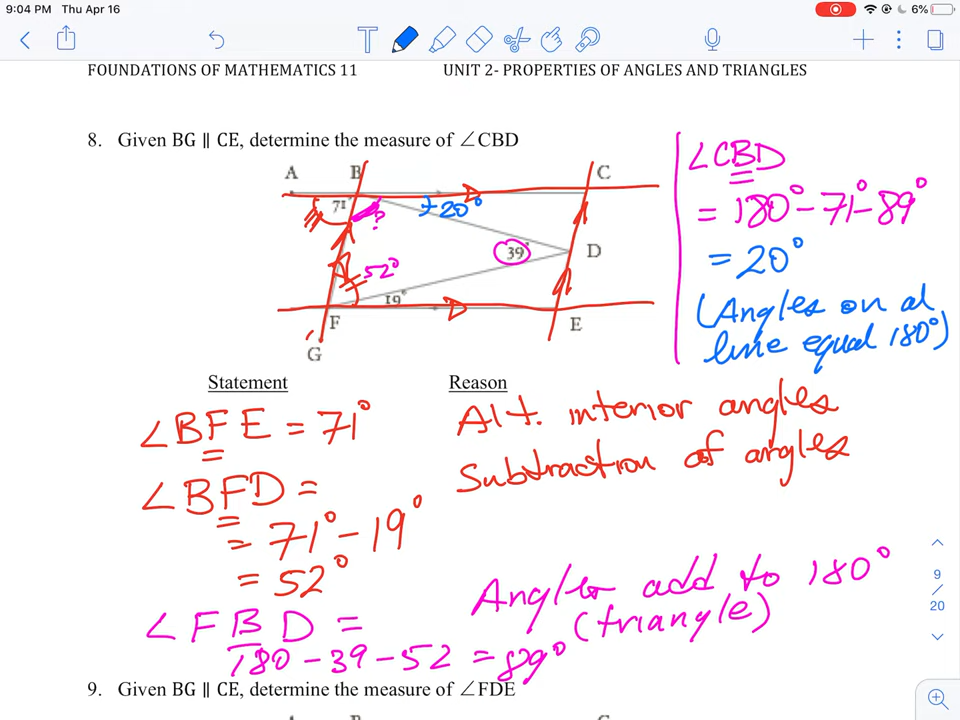 9:04 PM Thu Apr 16
6%
FOUNDATIONS OF MATHEMATICS 11 UNIT 2- PROPERTIES OF ANGLES AND TRIANGLES
8. Given BG ∥ CE, determine the measure of ∠CBD
A B C
71° 20°
?
39° D
52°
19°
F E
G
∠CBD
= 180° - 71° - 89°
= 20°
(Angles on a
line equal 180°)
Statement Reason
∠BFE = 71° Alt. interior angles
∠BFD = Subtraction of angles
= 71° - 19°
= 52°
∠FBD = Angles add to 180°
(triangle)
180 - 39 - 52 = 89°
9
/
20
9. Given BG ∥ CE, determine the measure of ∠FDE
A B C